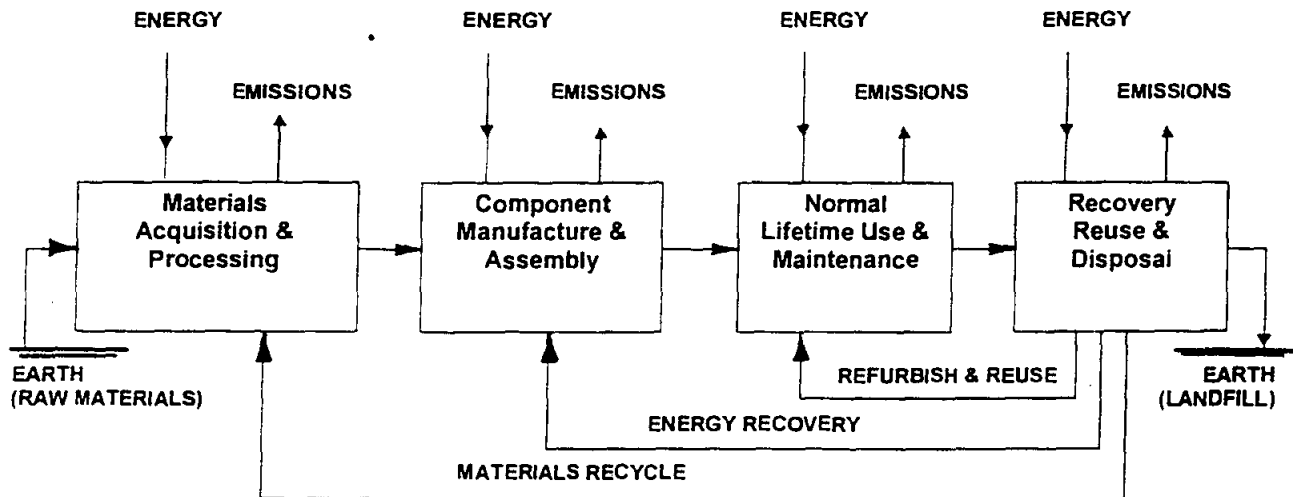 ENERGY
ENERGY
ENERGY
ENERGY
EMISSIONS
EMISSIONS
EMISSIONS
EMISSIONS
Materials
Acquisition &
Processing
Component
Manufacture &
Assembly
Normal
Lifetime Use &
Maintenance
Recovery
Reuse &
Disposal
EARTH
(RAW MATERIALS)
REFURBISH & REUSE
EARTH
(LANDFILL)
ENERGY RECOVERY
MATERIALS RECYCLE